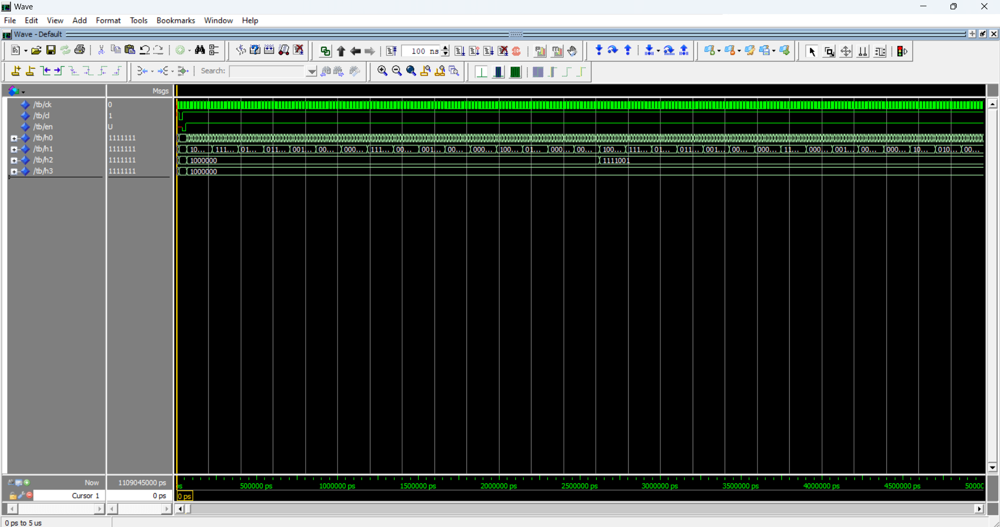 Wave
File Edit View Add Format Tools Bookmarks Window Help
Wave - Default
100 ns
Search:
Msgs
/tb/ck 0
/tb/cl 1
/tb/en U
/tb/h0 1111111
/tb/h1 1111111 10... 111... 01... 011... 001... 00... 000... 111... 00... 001... 00... 000... 100... 01... 000... 00... 100... 111... 01... 011... 001... 00... 000... 11... 000... 001... 00... 000... 10... 010... 00...
/tb/h2 1111111 1000000 1111001
/tb/h3 1111111 1000000
Now 1109045000 ps ps 500000 ps 1000000 ps 1500000 ps 2000000 ps 2500000 ps 3000000 ps 3500000 ps 4000000 ps 4500000 ps 50000
Cursor 1 0 ps 0 ps
0 ps to 5 us